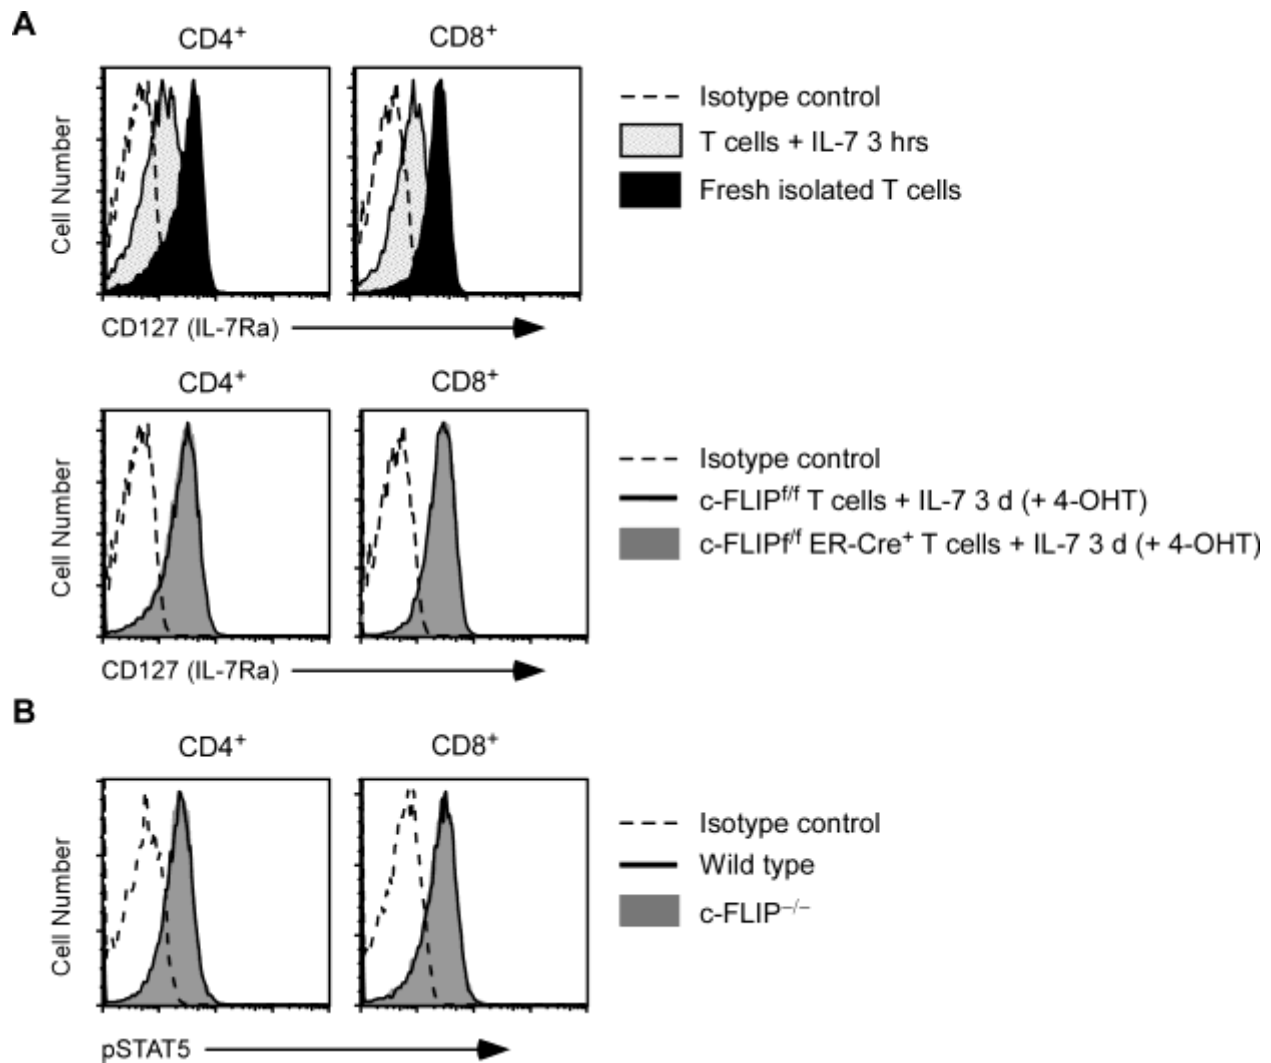 A
CD4⁺
CD8⁺
Cell Number
Isotype control
T cells + IL-7 3 hrs
Fresh isolated T cells
CD127 (IL-7Ra)
CD4⁺
CD8⁺
Cell Number
Isotype control
c-FLIPᶠ/ᶠ T cells + IL-7 3 d (+ 4-OHT)
c-FLIPfᶠ/ᶠ ER-Cre⁺ T cells + IL-7 3 d (+ 4-OHT)
CD127 (IL-7Ra)
B
CD4⁺
CD8⁺
Cell Number
Isotype control
Wild type
c-FLIP⁻/⁻
pSTAT5